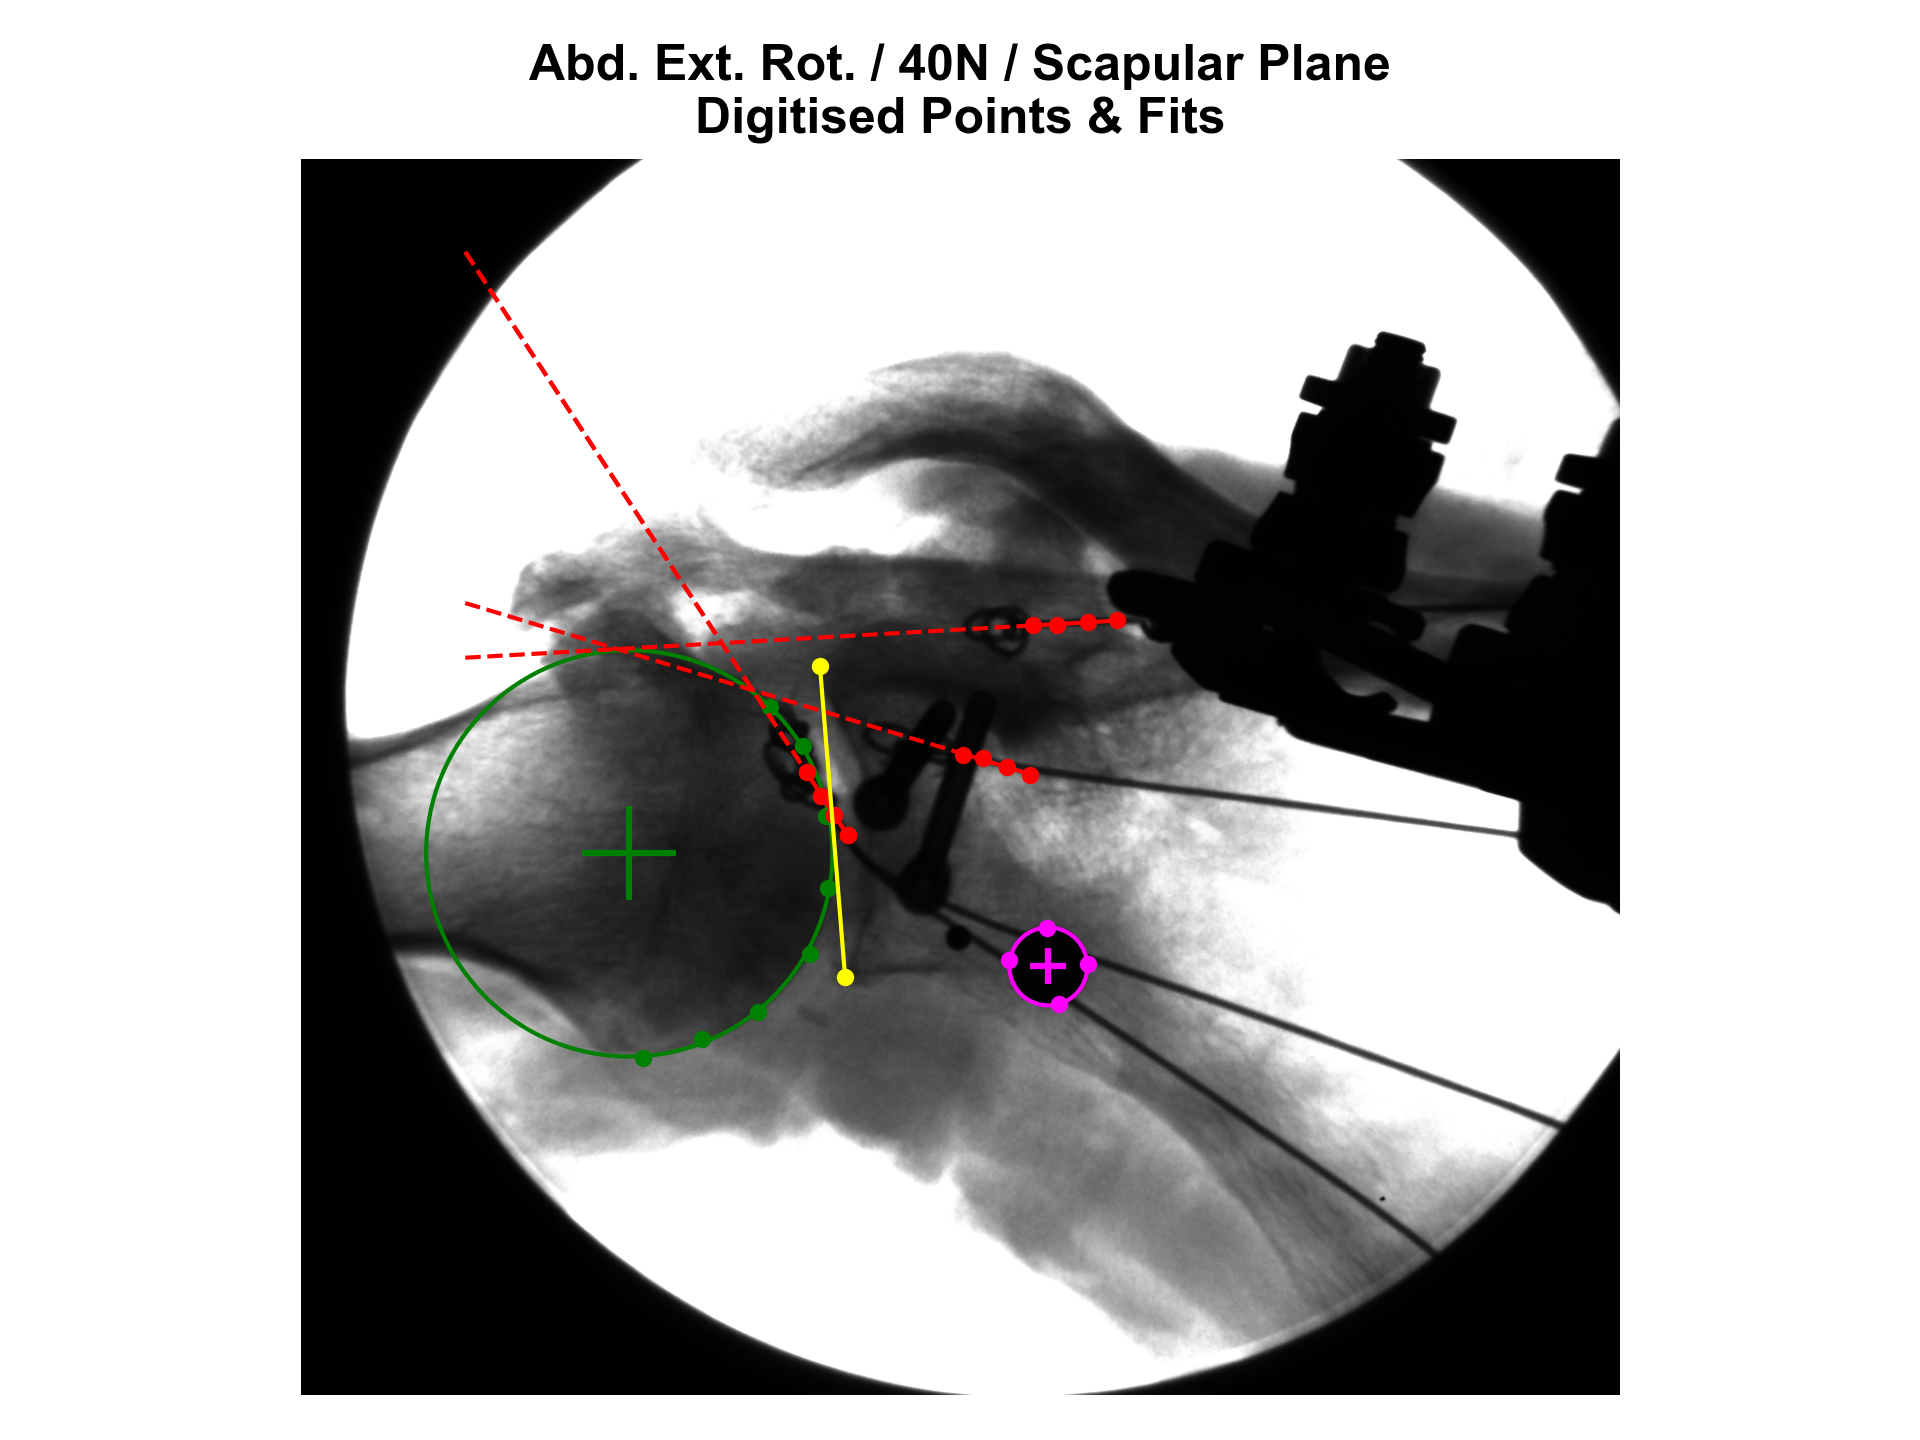 Abd. Ext. Rot. / 40N / Scapular Plane
Digitised Points & Fits